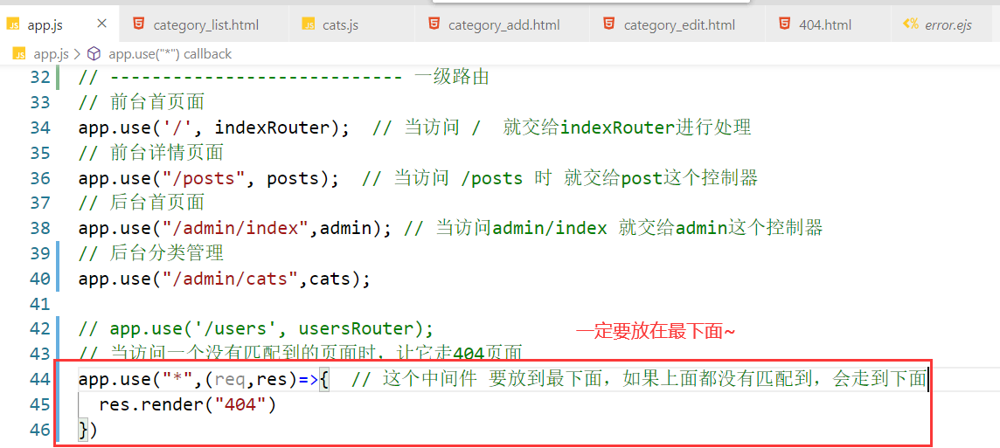 JS app.js × 5 category_list.html JS cats.js 5 category_add.html 5 category_edit.html 5 404.html <% error.ejs
JS app.js > app.use("*") callback
32 // ---------------------------- 一级路由
33 // 前台首页面
34 app.use('/', indexRouter);  // 当访问 /  就交给indexRouter进行处理
35 // 前台详情页面
36 app.use("/posts", posts);  // 当访问 /posts 时 就交给post这个控制器
37 // 后台首页面
38 app.use("/admin/index",admin); // 当访问admin/index 就交给admin这个控制器
39 // 后台分类管理
40 app.use("/admin/cats",cats);
41
42 // app.use('/users', usersRouter);
一定要放在最下面~
43 // 当访问一个没有匹配到的页面时，让它走404页面
44 app.use("*",(req,res)=>{  // 这个中间件 要放到最下面，如果上面都没有匹配到，会走到下面
45   res.render("404")
46 })